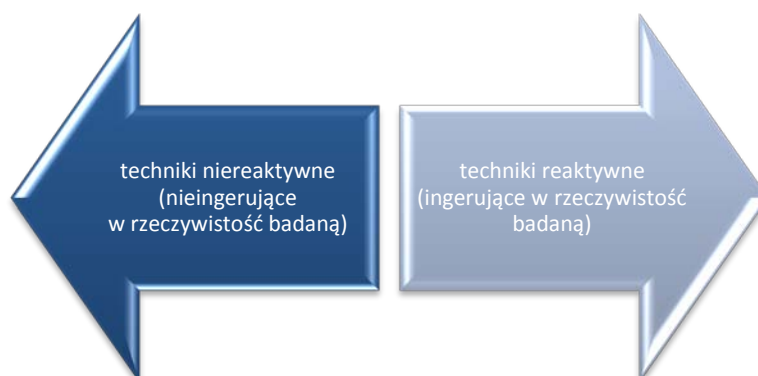 techniki niereaktywne
(nieingerujące
w rzeczywistość badaną)
techniki reaktywne
(ingerujące w rzeczywistość
badaną)